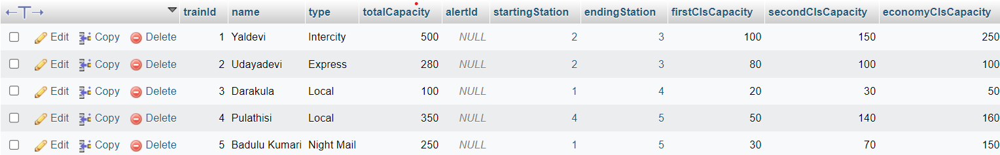 trainId name type totalCapacity alertId startingStation endingStation firstClsCapacity secondClsCapacity economyClsCapacity
Edit Copy Delete 1 Yaldevi Intercity 500 NULL 2 3 100 150 250
Edit Copy Delete 2 Udayadevi Express 280 NULL 2 3 80 100 100
Edit Copy Delete 3 Darakula Local 100 NULL 1 4 20 30 50
Edit Copy Delete 4 Pulathisi Local 350 NULL 4 5 50 140 160
Edit Copy Delete 5 Badulu Kumari Night Mail 250 NULL 1 5 30 70 150